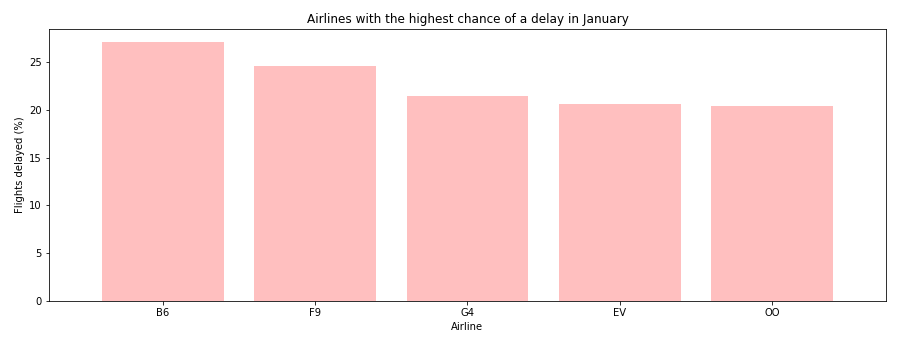 Airlines with the highest chance of a delay in January
Flights delayed (%)
25
20
15
10
5
0
B6 F9 G4 EV OO
Airline